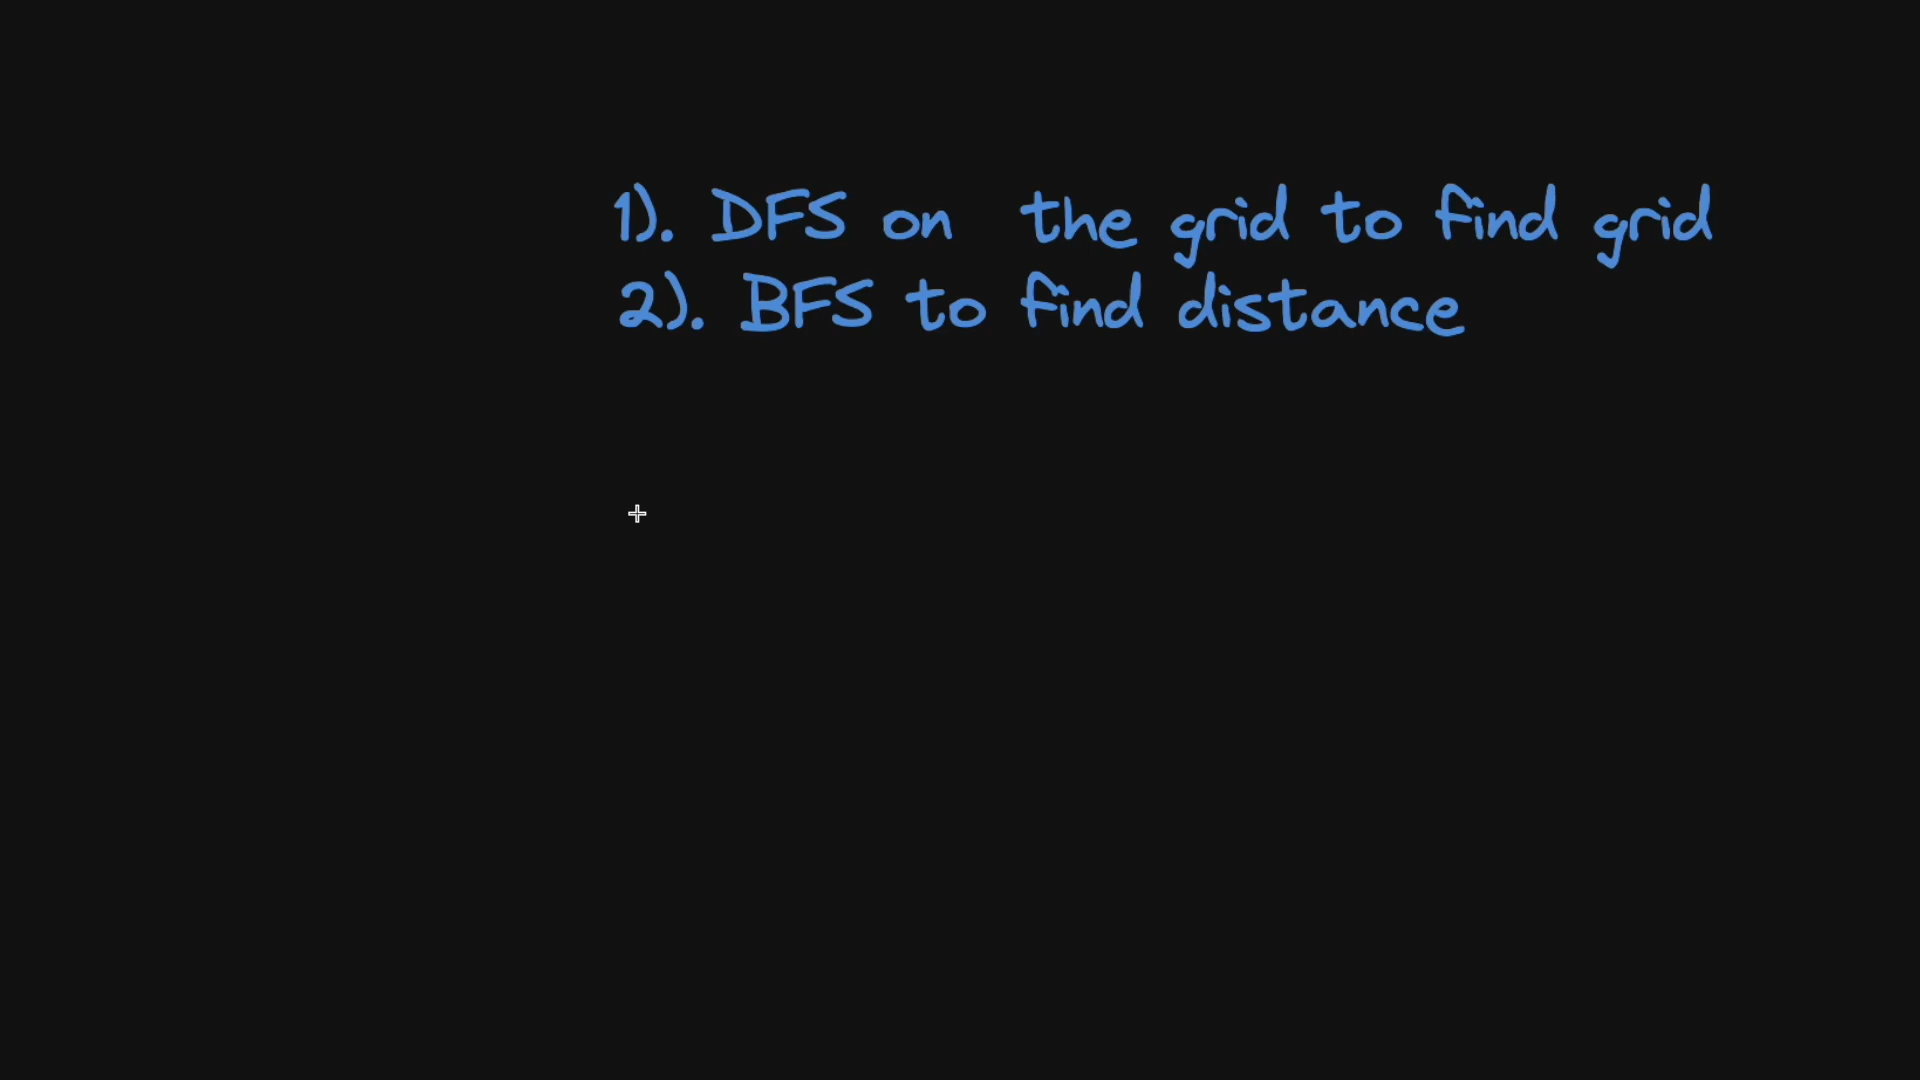 1). DFS on the grid to find grid
2). BFS to find distance